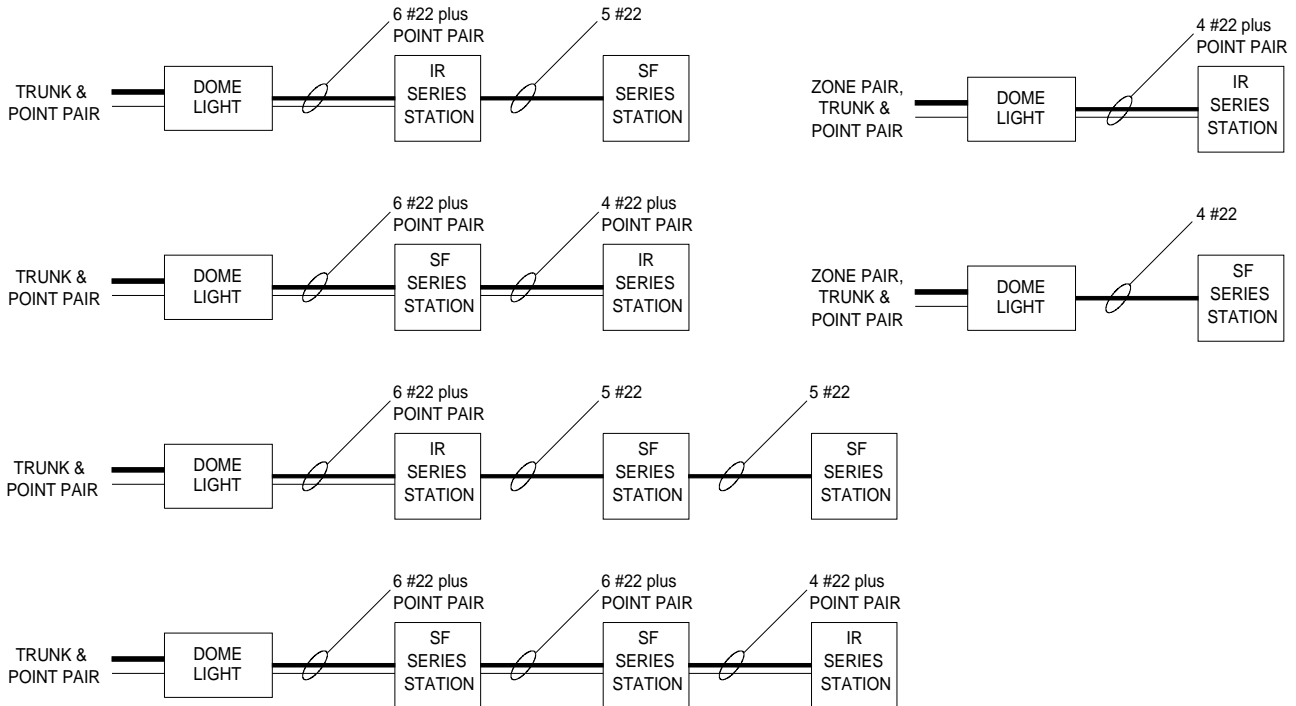 6 #22 plus
POINT PAIR
5 #22
TRUNK &
POINT PAIR
DOME
LIGHT
IR
SERIES
STATION
SF
SERIES
STATION
4 #22 plus
POINT PAIR
ZONE PAIR,
TRUNK &
POINT PAIR
DOME
LIGHT
IR
SERIES
STATION
6 #22 plus
POINT PAIR
4 #22 plus
POINT PAIR
TRUNK &
POINT PAIR
DOME
LIGHT
SF
SERIES
STATION
IR
SERIES
STATION
4 #22
ZONE PAIR,
TRUNK &
POINT PAIR
DOME
LIGHT
SF
SERIES
STATION
6 #22 plus
POINT PAIR
5 #22
5 #22
TRUNK &
POINT PAIR
DOME
LIGHT
IR
SERIES
STATION
SF
SERIES
STATION
SF
SERIES
STATION
6 #22 plus
POINT PAIR
6 #22 plus
POINT PAIR
4 #22 plus
POINT PAIR
TRUNK &
POINT PAIR
DOME
LIGHT
SF
SERIES
STATION
SF
SERIES
STATION
IR
SERIES
STATION